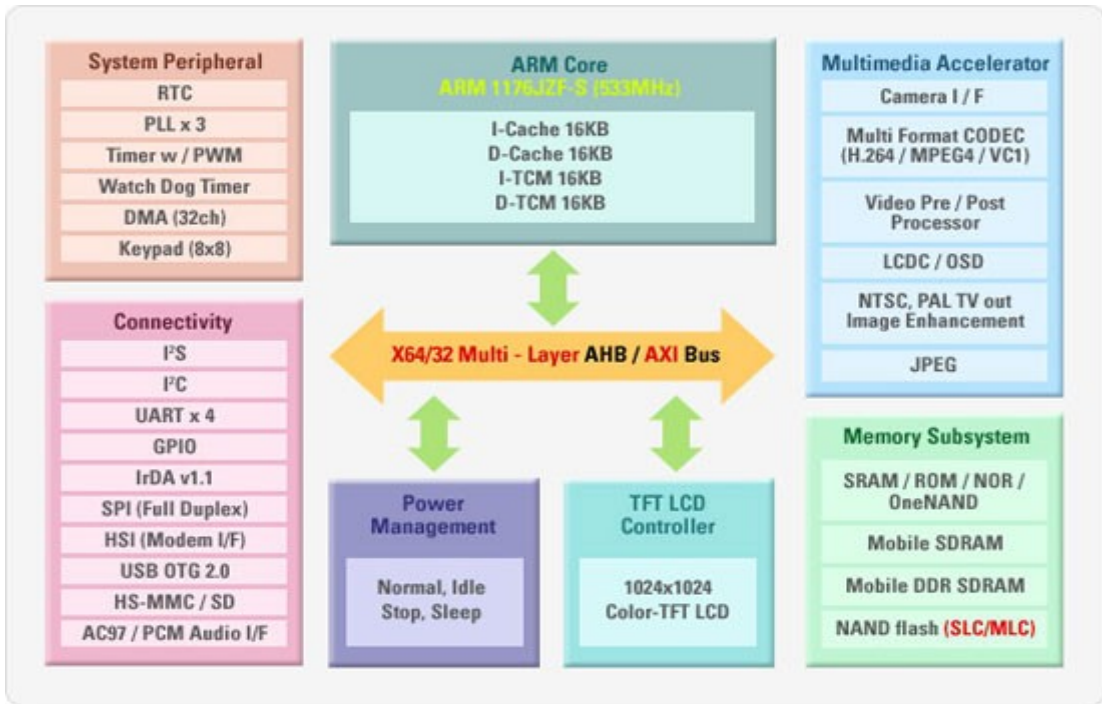 System Peripheral
RTC
PLL x 3
Timer w / PWM
Watch Dog Timer
DMA (32ch)
Keypad (8x8)
Connectivity
I²S
I²C
UART x 4
GPIO
IrDA v1.1
SPI (Full Duplex)
HSI (Modem I/F)
USB OTG 2.0
HS-MMC / SD
AC97 / PCM Audio I/F
ARM Core
ARM 1176JZF-S (533MHz)
I-Cache 16KB
D-Cache 16KB
I-TCM 16KB
D-TCM 16KB
X64/32 Multi - Layer AHB / AXI Bus
Power
Management
Normal, Idle
Stop, Sleep
TFT LCD
Controller
1024x1024
Color-TFT LCD
Multimedia Accelerator
Camera I / F
Multi Format CODEC
(H.264 / MPEG4 / VC1)
Video Pre / Post
Processor
LCDC / OSD
NTSC, PAL TV out
Image Enhancement
JPEG
Memory Subsystem
SRAM / ROM / NOR /
OneNAND
Mobile SDRAM
Mobile DDR SDRAM
NAND flash (SLC/MLC)